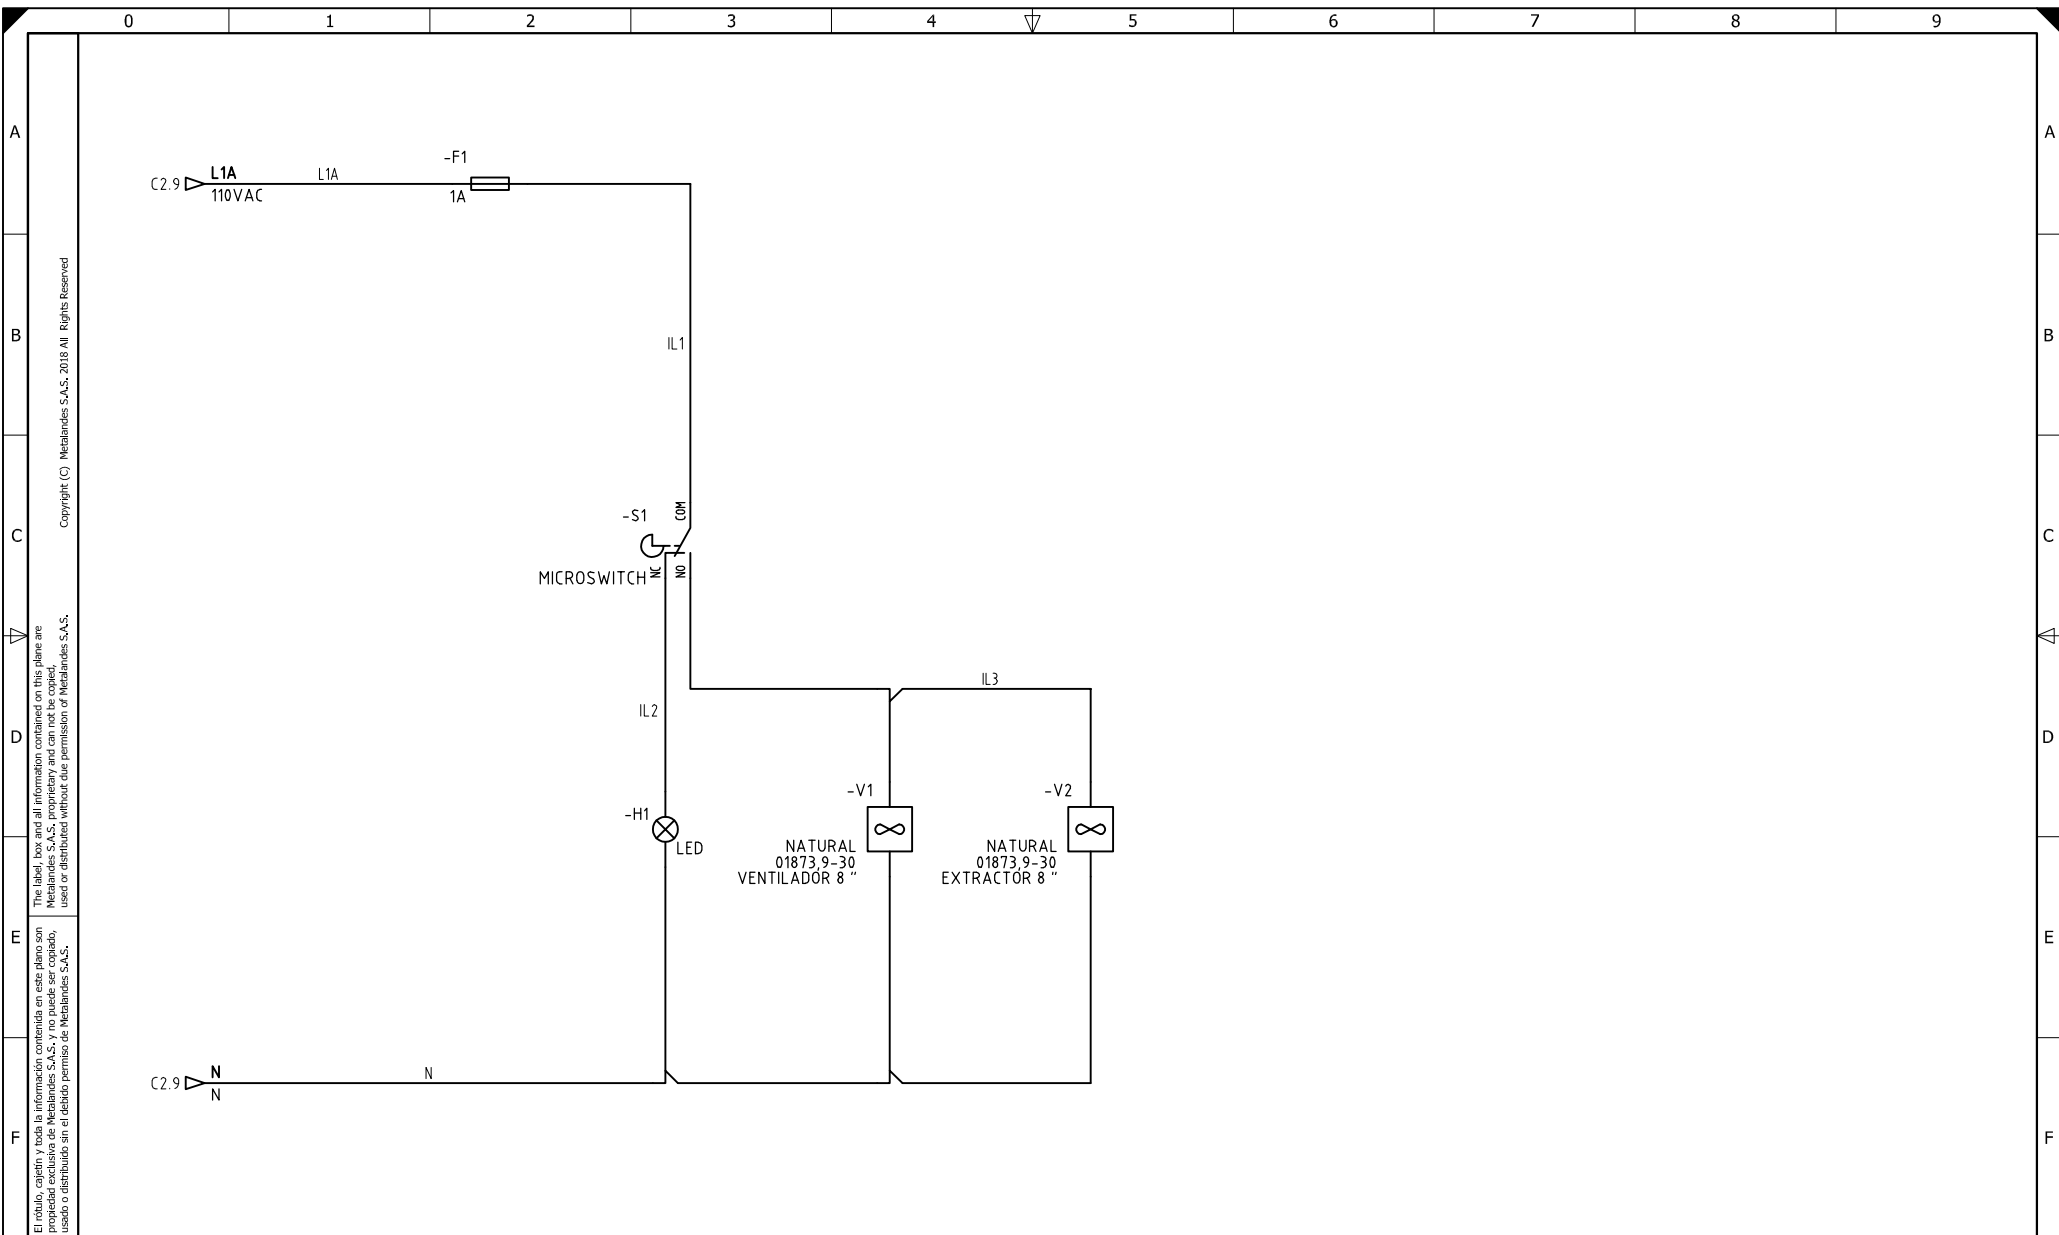 0 1 2 3 4 5 6 7 8 9
A A
B B
C C
D D
E E
F F
-F1
C2.9 L1A L1A
110VAC 1A
IL1
-S1 COM
MICROSWITCH NC NO
IL3
IL2
-V1 -V2
-H1
LED
NATURAL
01873,9-30
VENTILADOR 8 "
NATURAL
01873,9-30
EXTRACTOR 8 "
C2.9 N N
N
Copyright (C) Metalandes S.A.S. 2018 All Rights Reserved
The label, box and all information contained on this plane are
Metalandes S.A.S. proprietary and can not be copied,
used or distributed without due permission of Metalandes S.A.S.
El rótulo, cajetín y toda la información contenida en este plano son
propiedad exclusiva de Metalandes S.A.S. y no puede ser copiado,
usado o distribuido sin el debido permiso de Metalandes S.A.S.